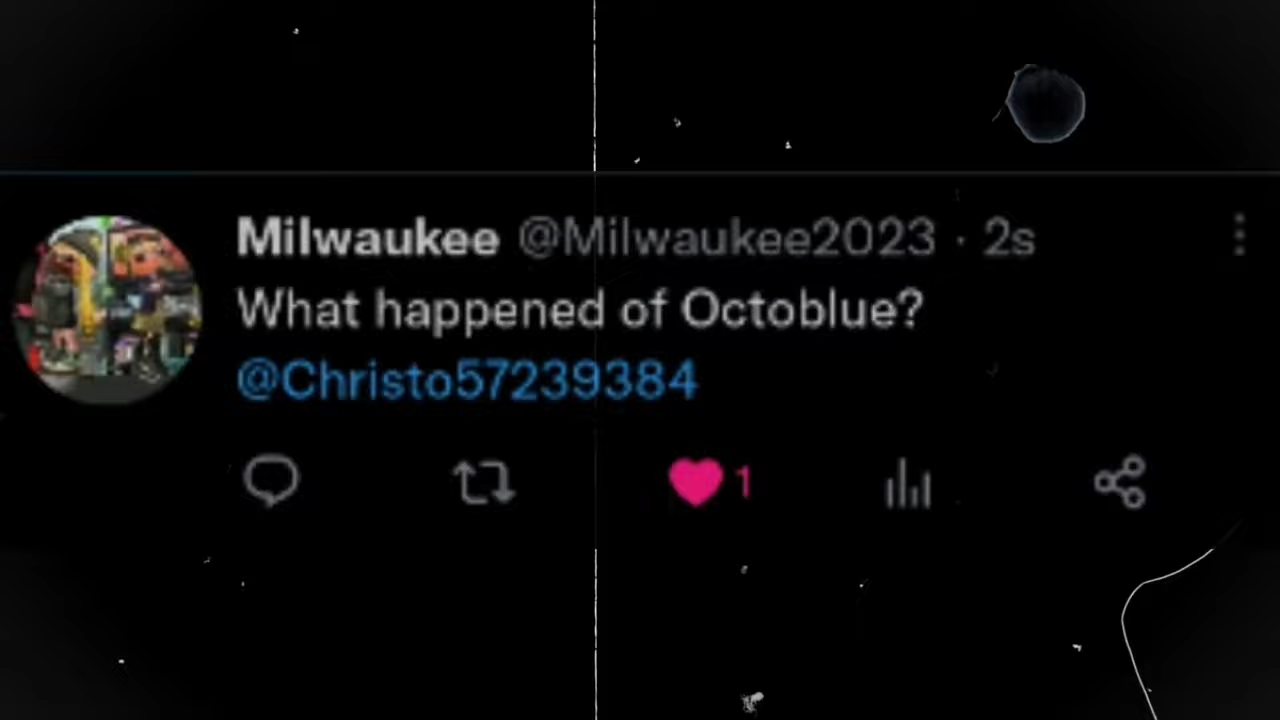 Milwaukee @Milwaukee2023 · 2s
What happened of Octoblue?
@Christo57239384
1